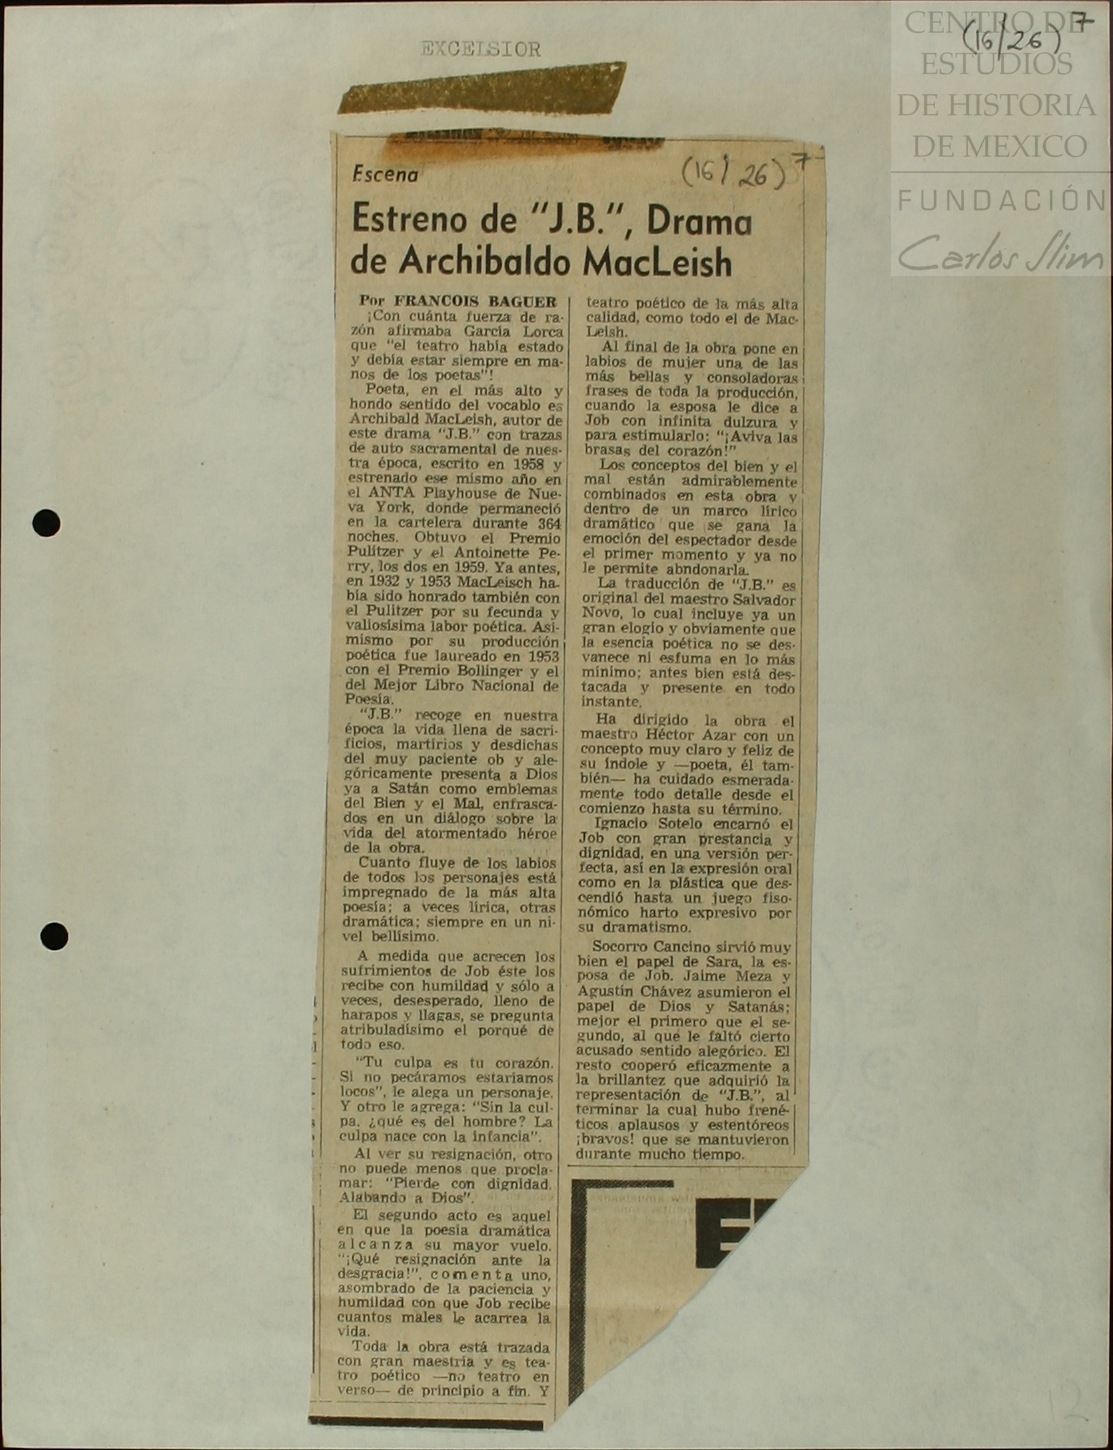 EXCELSIOR
(16/26) 7
CENTRO DE
ESTUDIOS
DE HISTORIA
DE MEXICO
FUNDACIÓN
Carlos Slim
(16/26) 7
Escena
Estreno de "J.B.", Drama
de Archibaldo MacLeish
Por FRANCOIS BAGUER
¡Con cuánta fuerza de ra-
zón afirmaba García Lorca
que "el teatro había estado
y debía estar siempre en ma-
nos de los poetas"!
Poeta, en el más alto y
hondo sentido del vocablo es
Archibald MacLeish, autor de
este drama "J.B." con trazas
de auto sacramental de nues-
tra época, escrito en 1958 y
estrenado ese mismo año en
el ANTA Playhouse de Nue-
va York, donde permaneció
en la cartelera durante 364
noches. Obtuvo el Premio
Pulitzer y el Antoinette Pe-
rry, los dos en 1959. Ya antes,
en 1932 y 1953 MacLeisch ha-
bía sido honrado también con
el Pulitzer por su fecunda y
valiosísima labor poética. Asi-
mismo por su producción
poética fue laureado en 1953
con el Premio Bollinger y el
del Mejor Libro Nacional de
Poesía.
"J.B." recoge en nuestra
época la vida llena de sacri-
ficios, martirios y desdichas
del muy paciente ob y ale-
góricamente presenta a Dios
ya a Satán como emblemas
del Bien y el Mal, enfrasca-
dos en un diálogo sobre la
vida del atormentado héroe
de la obra.
Cuanto fluye de los labios
de todos los personajes está
impregnado de la más alta
poesía; a veces lírica, otras
dramática; siempre en un ni-
vel bellísimo.
A medida que acrecen los
sufrimientos de Job éste los
recibe con humildad y sólo a
veces, desesperado, lleno de
harapos y llagas, se pregunta
atribuladísimo el porqué de
todo eso.
"Tu culpa es tu corazón.
Si no pecáramos estaríamos
locos", le alega un personaje.
Y otro le agrega: "Sin la cul-
pa, ¿qué es del hombre? La
culpa nace con la infancia".
Al ver su resignación, otro
no puede menos que procla-
mar: "Pierde con dignidad.
Alabando a Dios".
El segundo acto es aquel
en que la poesía dramática
alcanza su mayor vuelo.
"¡Qué resignación ante la
desgracia!", comenta uno,
asombrado de la paciencia y
humildad con que Job recibe
cuantos males le acarrea la
vida.
Toda la obra está trazada
con gran maestría y es tea-
tro poético —no teatro en
verso— de principio a fin. Y
teatro poético de la más alta
calidad, como todo el de Mac-
Leish.
Al final de la obra pone en
labios de mujer una de las
más bellas y consoladoras
frases de toda la producción,
cuando la esposa le dice a
Job con infinita dulzura y
para estimularlo: "¡Aviva las
brasas del corazón!"
Los conceptos del bien y el
mal están admirablemente
combinados en esta obra y
dentro de un marco lírico
dramático que se gana la
emoción del espectador desde
el primer momento y ya no
le permite abndonarla.
La traducción de "J.B." es
original del maestro Salvador
Novo, lo cual incluye ya un
gran elogio y obviamente que
la esencia poética no se des-
vanece ni esfuma en lo más
mínimo; antes bien está des-
tacada y presente en todo
instante.
Ha dirigido la obra el
maestro Héctor Azar con un
concepto muy claro y feliz de
su índole y —poeta, él tam-
bién— ha cuidado esmerada-
mente todo detalle desde el
comienzo hasta su término.
Ignacio Sotelo encarnó el
Job con gran prestancia y
dignidad, en una versión per-
fecta, así en la expresión oral
como en la plástica que des-
cendió hasta un juego fiso-
nómico harto expresivo por
su dramatismo.
Socorro Cancino sirvió muy
bien el papel de Sara, la es-
posa de Job. Jaime Meza y
Agustín Chávez asumieron el
papel de Dios y Satanás;
mejor el primero que el se-
gundo, al que le faltó cierto
acusado sentido alegórico. El
resto cooperó eficazmente a
la brillantez que adquirió la
representación de "J.B.", al
terminar la cual hubo frené-
ticos aplausos y estentóreos
¡bravos! que se mantuvieron
durante mucho tiempo.
12